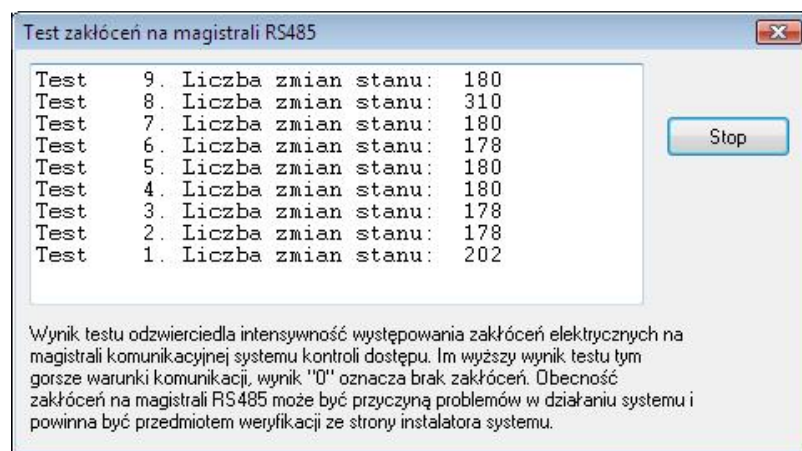 Test zakłóceń na magistrali RS485
Test 9. Liczba zmian stanu: 180
Test 8. Liczba zmian stanu: 310
Test 7. Liczba zmian stanu: 180
Test 6. Liczba zmian stanu: 178
Test 5. Liczba zmian stanu: 180
Test 4. Liczba zmian stanu: 180
Test 3. Liczba zmian stanu: 178
Test 2. Liczba zmian stanu: 178
Test 1. Liczba zmian stanu: 202
Stop
Wynik testu odzwierciedla intensywność występowania zakłóceń elektrycznych na
magistrali komunikacyjnej systemu kontroli dostępu. Im wyższy wynik testu tym
gorsze warunki komunikacji, wynik "0" oznacza brak zakłóceń. Obecność
zakłóceń na magistrali RS485 może być przyczyną problemów w działaniu systemu i
powinna być przedmiotem weryfikacji ze strony instalatora systemu.